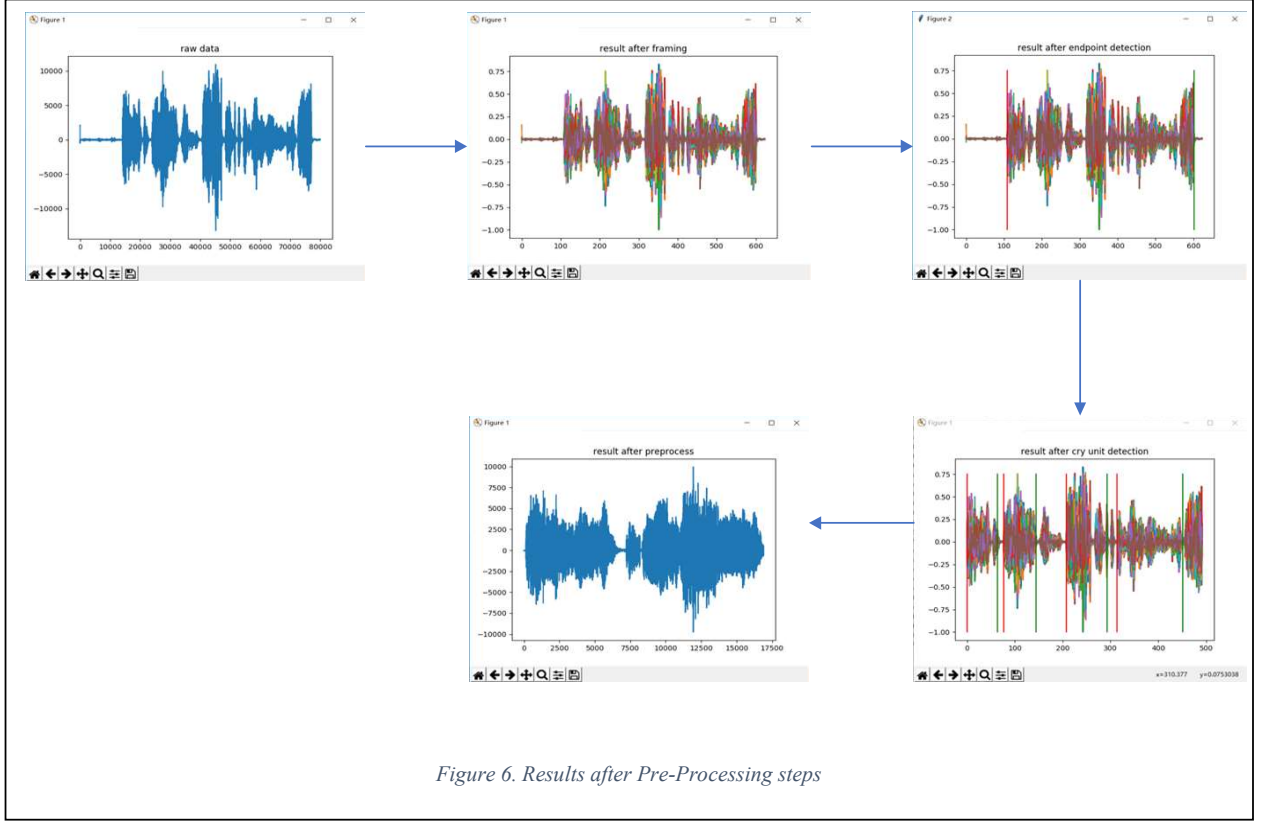 Figure 1
raw data
10000
5000
0
−5000
−10000
0 10000 20000 30000 40000 50000 60000 70000 80000
Figure 1
result after framing
0.75
0.50
0.25
0.00
−0.25
−0.50
−0.75
−1.00
0 100 200 300 400 500 600
Figure 2
result after endpoint detection
0.75
0.50
0.25
0.00
−0.25
−0.50
−0.75
−1.00
0 100 200 300 400 500 600
Figure 1
result after preprocess
10000
7500
5000
2500
0
−2500
−5000
−7500
−10000
0 2500 5000 7500 10000 12500 15000 17500
Figure 1
result after cry unit detection
0.75
0.50
0.25
0.00
−0.25
−0.50
−0.75
−1.00
0 100 200 300 400 500
x=310.377 y=0.0753038
Figure 6. Results after Pre-Processing steps